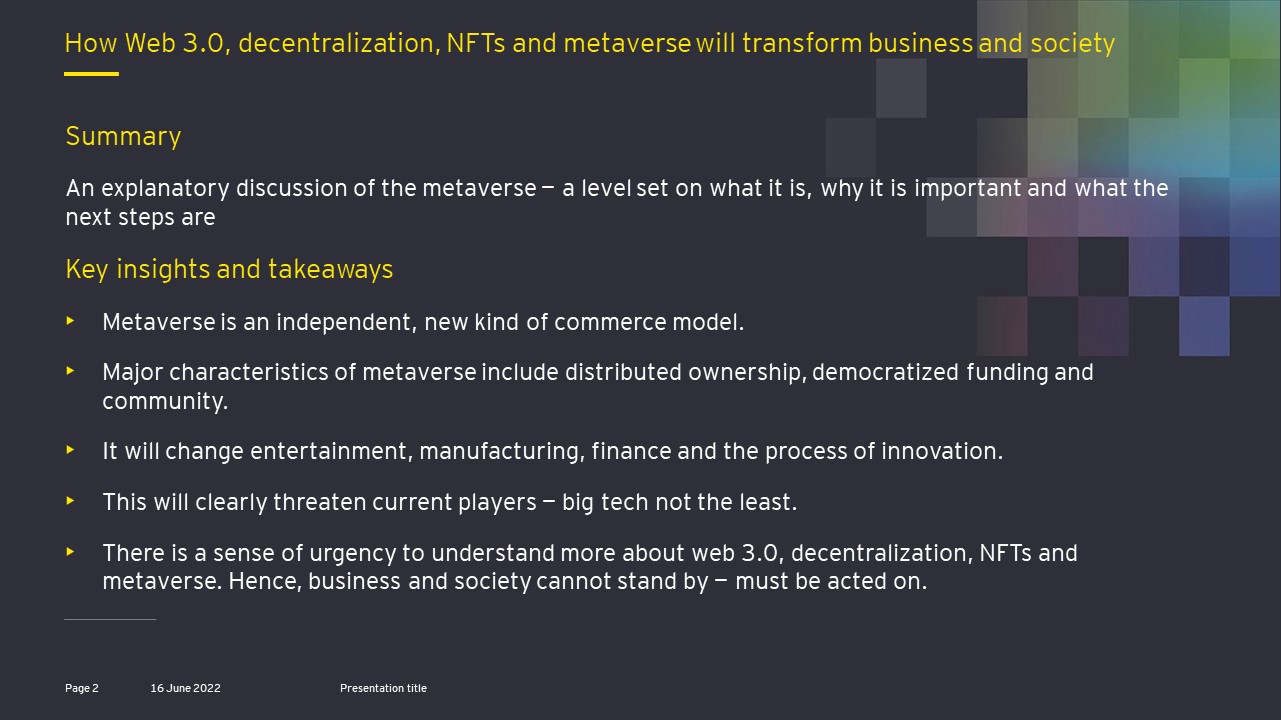 How Web 3.0, decentralization, NFTs and metaverse will transform business and society
Summary
An explanatory discussion of the metaverse – a level set on what it is, why it is important and what the
next steps are
Key insights and takeaways
Metaverse is an independent, new kind of commerce model.
Major characteristics of metaverse include distributed ownership, democratized funding and
community.
It will change entertainment, manufacturing, finance and the process of innovation.
This will clearly threaten current players – big tech not the least.
There is a sense of urgency to understand more about web 3.0, decentralization, NFTs and
metaverse. Hence, business and society cannot stand by – must be acted on.
Page 2 16 June 2022 Presentation title